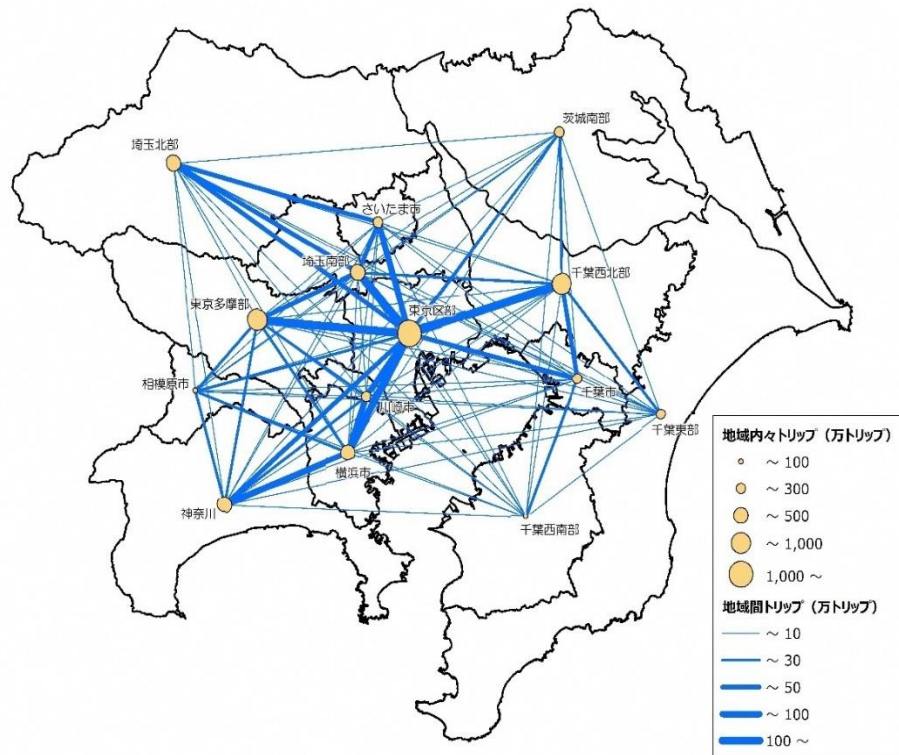 茨城南部
埼玉北部
さいたま市
埼玉南部
東京多摩部
東京区部
千葉西北部
相模原市
川崎市
千葉市
千葉東部
横浜市
神奈川
千葉西南部
地域内々トリップ（万トリップ）
～ 100
～ 300
～ 500
～ 1,000
1,000 ～
地域間トリップ（万トリップ）
～ 10
～ 30
～ 50
～ 100
100 ～